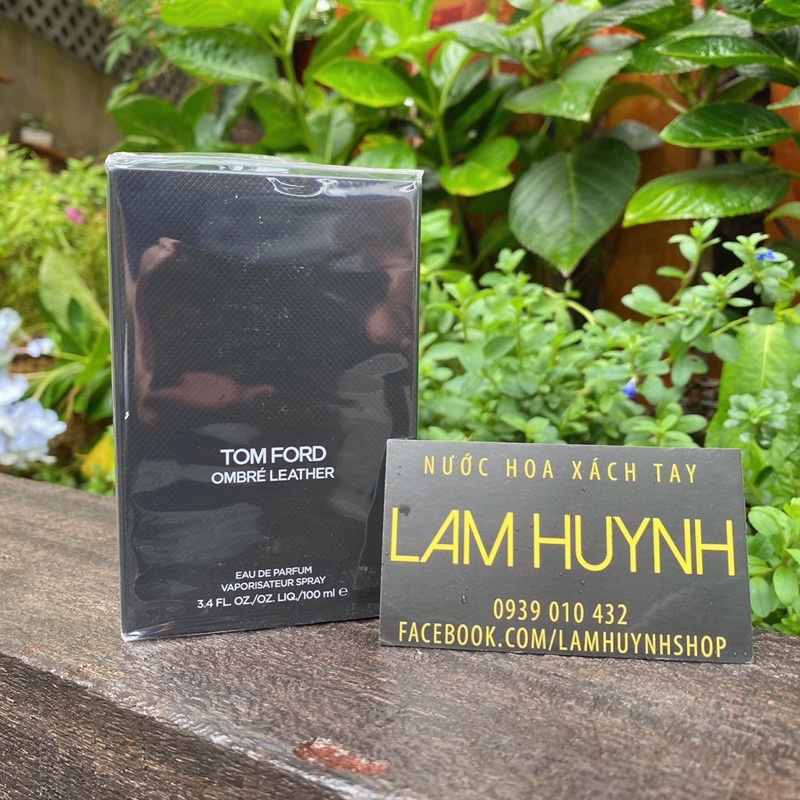 TOM FORD
OMBRÉ LEATHER
EAU DE PARFUM
VAPORISATEUR SPRAY
3.4 FL. OZ./OZ. LIQ./100 ml e
NƯỚC HOA XÁCH TAY
LAM HUYNH
0939 010 432
FACEBOOK.COM/LAMHUYNHSHOP